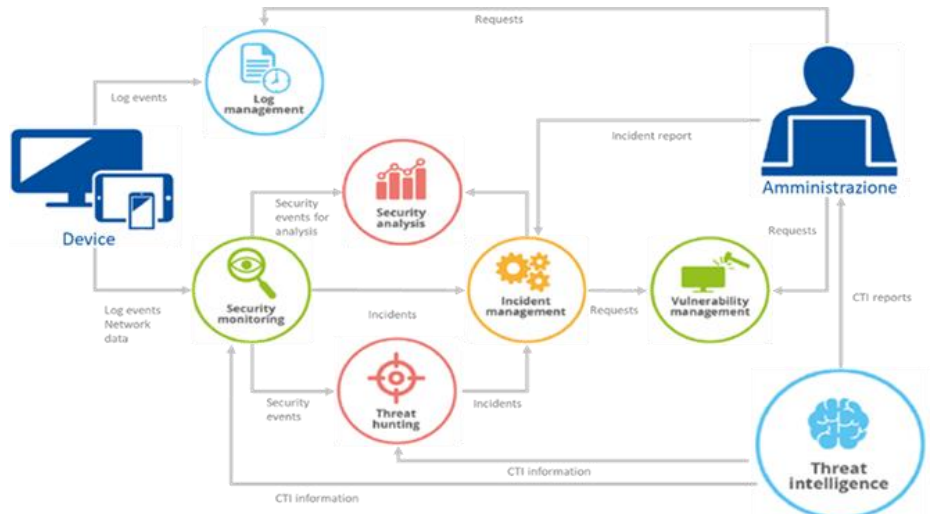 Requests
Log events
Log
management
Incident report
Amministrazione
Device
Security
events for
analysis
Security
analysis
Requests
Log events
Network
data
Security
monitoring
Incidents
Incident
management
Requests
Vulnerability
management
CTI reports
Security
events
Threat
hunting
Incidents
CTI information
CTI information
Threat
intelligence